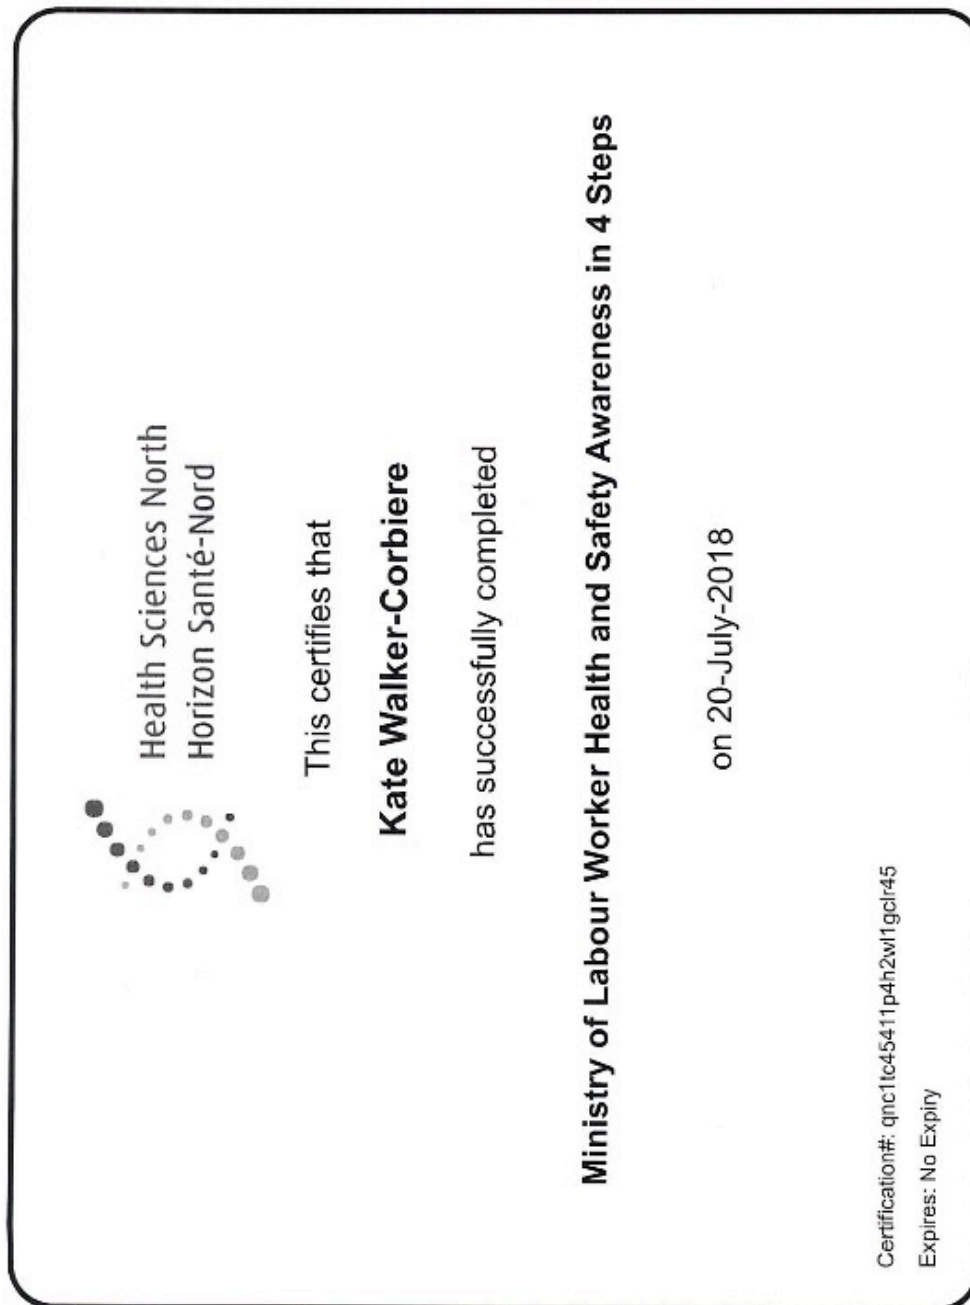 Health Sciences North
Horizon Santé-Nord
This certifies that
Kate Walker-Corbiere
has successfully completed
Ministry of Labour Worker Health and Safety Awareness in 4 Steps
on 20-July-2018
Certification#: qnc1tc45411p4h2wl1gclr45
Expires: No Expiry